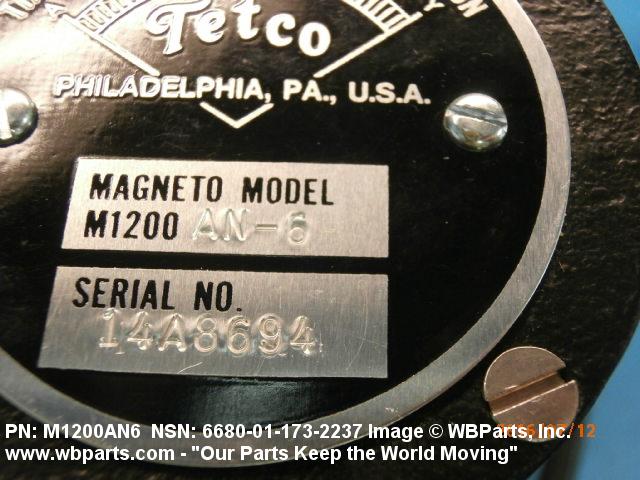 Tetco
PHILADELPHIA, PA., U.S.A.
MAGNETO MODEL
M1200 AN-6
SERIAL NO.
14A8694
PN: M1200AN6 NSN: 6680-01-173-2237 Image © WBParts, Inc.
www.wbparts.com - "Our Parts Keep the World Moving"